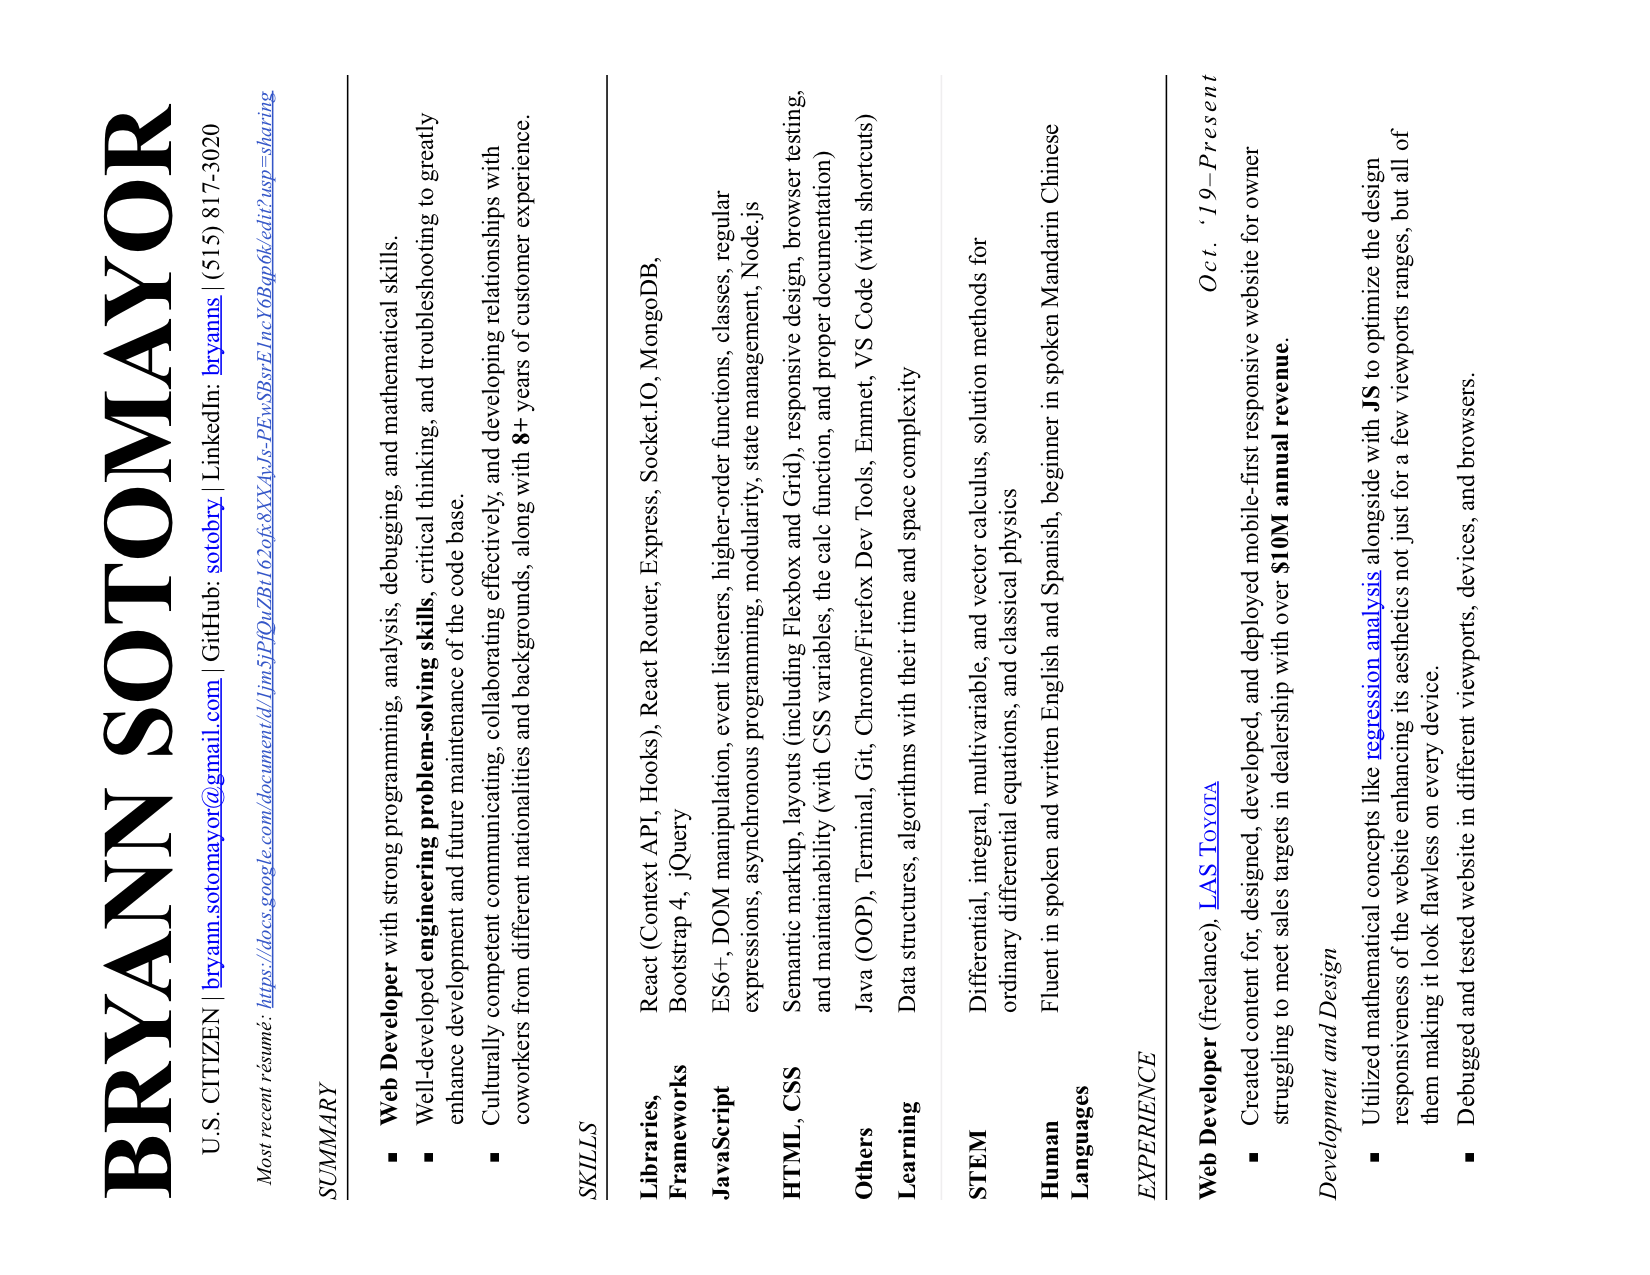 BRYANN SOTOMAYOR
U.S. CITIZEN | bryann.sotomayor@gmail.com | GitHub: sotobry | LinkedIn: bryanns | (515) 817-3020
Most recent résumé: https://docs.google.com/document/d/1jm5jPfQuZBt162ofx8XXAyJs-PEwSBsrE1ncY6Bqp6k/edit?usp=sharing
SUMMARY
▪ Web Developer with strong programming, analysis, debugging, and mathematical skills.
▪ Well-developed engineering problem-solving skills, critical thinking, and troubleshooting to greatly
enhance development and future maintenance of the code base.
▪ Culturally competent communicating, collaborating effectively, and developing relationships with
coworkers from different nationalities and backgrounds, along with 8+ years of customer experience.
SKILLS
Libraries, React (Context API, Hooks), React Router, Express, Socket.IO, MongoDB,
Frameworks Bootstrap 4, jQuery
JavaScript ES6+, DOM manipulation, event listeners, higher-order functions, classes, regular
expressions, asynchronous programming, modularity, state management, Node.js
HTML, CSS Semantic markup, layouts (including Flexbox and Grid), responsive design, browser testing,
and maintainability (with CSS variables, the calc function, and proper documentation)
Others Java (OOP), Terminal, Git, Chrome/Firefox Dev Tools, Emmet, VS Code (with shortcuts)
Learning Data structures, algorithms with their time and space complexity
STEM Differential, integral, multivariable, and vector calculus, solution methods for
ordinary differential equations, and classical physics
Human Fluent in spoken and written English and Spanish, beginner in spoken Mandarin Chinese
Languages
EXPERIENCE
Web Developer (freelance), LAS TOYOTA Oct. ‘19–Present
▪ Created content for, designed, developed, and deployed mobile-first responsive website for owner
struggling to meet sales targets in dealership with over $10M annual revenue.
Development and Design
▪ Utilized mathematical concepts like regression analysis alongside with JS to optimize the design
responsiveness of the website enhancing its aesthetics not just for a few viewports ranges, but all of
them making it look flawless on every device.
▪ Debugged and tested website in different viewports, devices, and browsers.